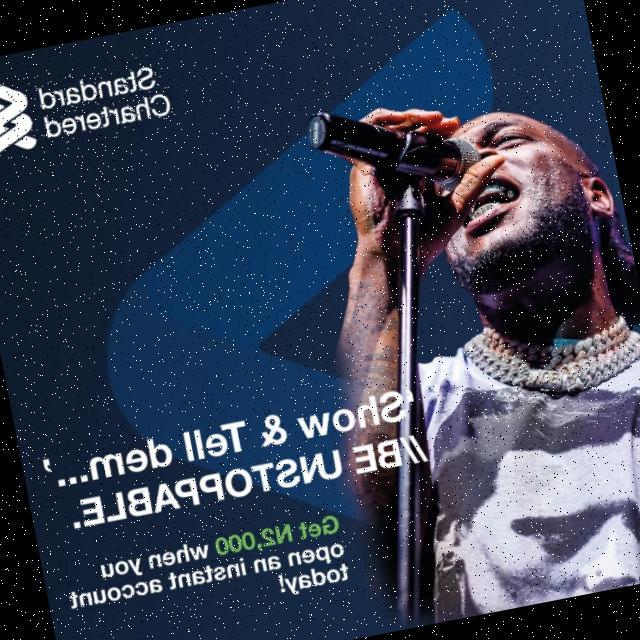 Standard
Chartered
'Show & Tell dem...'
//BE UNSTOPPABLE.
Get N2,000 when you
open an instant account
today!